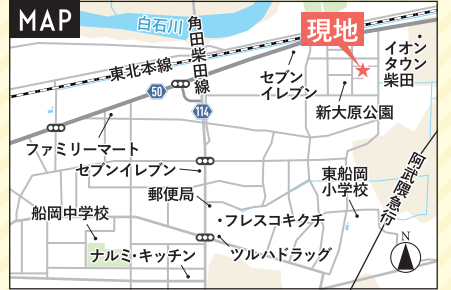 MAP
白石川
角田柴田線
現地
イオン
タウン
柴田
東北本線
セブン
イレブン
50
114
新大原公園
ファミリーマート
セブンイレブン
阿武隈急行
東船岡
小学校
郵便局
船岡中学校
フレスコキクチ
ナルミ・キッチン
ツルハドラッグ
N